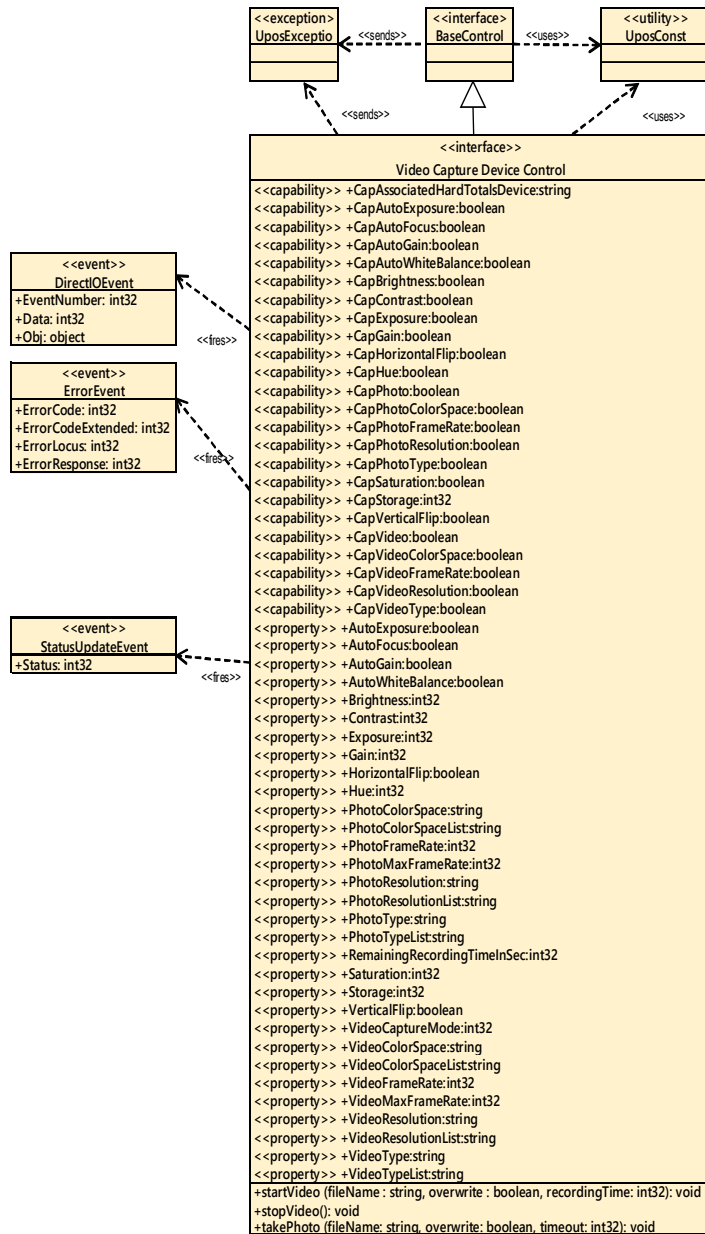 <<exception>>
UposExceptio
<<interface>
BaseControl
<<utility>>
UposConst
<<sends>>
<<uses>>
<<sends>>
<<uses>>
<<interface>>
Video Capture Device Control
<<capability>> +CapAssociatedHardTotalsDevice:string
<<capability>> +CapAutoExposure:boolean
<<capability>> +CapAutoFocus:boolean
<<capability>> +CapAutoGain:boolean
<<capability>> +CapAutoWhiteBalance:boolean
<<capability>> +CapBrightness:boolean
<<capability>> +CapContrast:boolean
<<capability>> +CapExposure:boolean
<<capability>> +CapGain:boolean
<<capability>> +CapHorizontalFlip:boolean
<<capability>> +CapHue:boolean
<<capability>> +CapPhoto:boolean
<<capability>> +CapPhotoColorSpace:boolean
<<capability>> +CapPhotoFrameRate:boolean
<<capability>> +CapPhotoResolution:boolean
<<capability>> +CapPhotoType:boolean
<<capability>> +CapSaturation:boolean
<<capability>> +CapStorage:int32
<<capability>> +CapVerticalFlip:boolean
<<capability>> +CapVideo:boolean
<<capability>> +CapVideoColorSpace:boolean
<<capability>> +CapVideoFrameRate:boolean
<<capability>> +CapVideoResolution:boolean
<<capability>> +CapVideoType:boolean
<<property>> +AutoExposure:boolean
<<property>> +AutoFocus:boolean
<<property>> +AutoGain:boolean
<<property>> +AutoWhiteBalance:boolean
<<property>> +Brightness:int32
<<property>> +Contrast:int32
<<property>> +Exposure:int32
<<property>> +Gain:int32
<<property>> +HorizontalFlip:boolean
<<property>> +Hue:int32
<<property>> +PhotoColorSpace:string
<<property>> +PhotoColorSpaceList:string
<<property>> +PhotoFrameRate:int32
<<property>> +PhotoMaxFrameRate:int32
<<property>> +PhotoResolution:string
<<property>> +PhotoResolutionList:string
<<property>> +PhotoType:string
<<property>> +PhotoTypeList:string
<<property>> +RemainingRecordingTimeInSec:int32
<<property>> +Saturation:int32
<<property>> +Storage:int32
<<property>> +VerticalFlip:boolean
<<property>> +VideoCaptureMode:int32
<<property>> +VideoColorSpace:string
<<property>> +VideoColorSpaceList:string
<<property>> +VideoFrameRate:int32
<<property>> +VideoMaxFrameRate:int32
<<property>> +VideoResolution:string
<<property>> +VideoResolutionList:string
<<property>> +VideoType:string
<<property>> +VideoTypeList:string
+startVideo (fileName : string, overwrite : boolean, recordingTime: int32): void
+stopVideo(): void
+takePhoto (fileName: string, overwrite: boolean, timeout: int32): void
<<event>>
DirectIOEvent
+EventNumber: int32
+Data: int32
+Obj: object
<<fires>>
<<event>>
ErrorEvent
+ErrorCode: int32
+ErrorCodeExtended: int32
+ErrorLocus: int32
+ErrorResponse: int32
<<fires>>
<<event>>
StatusUpdateEvent
+Status: int32
<<fires>>